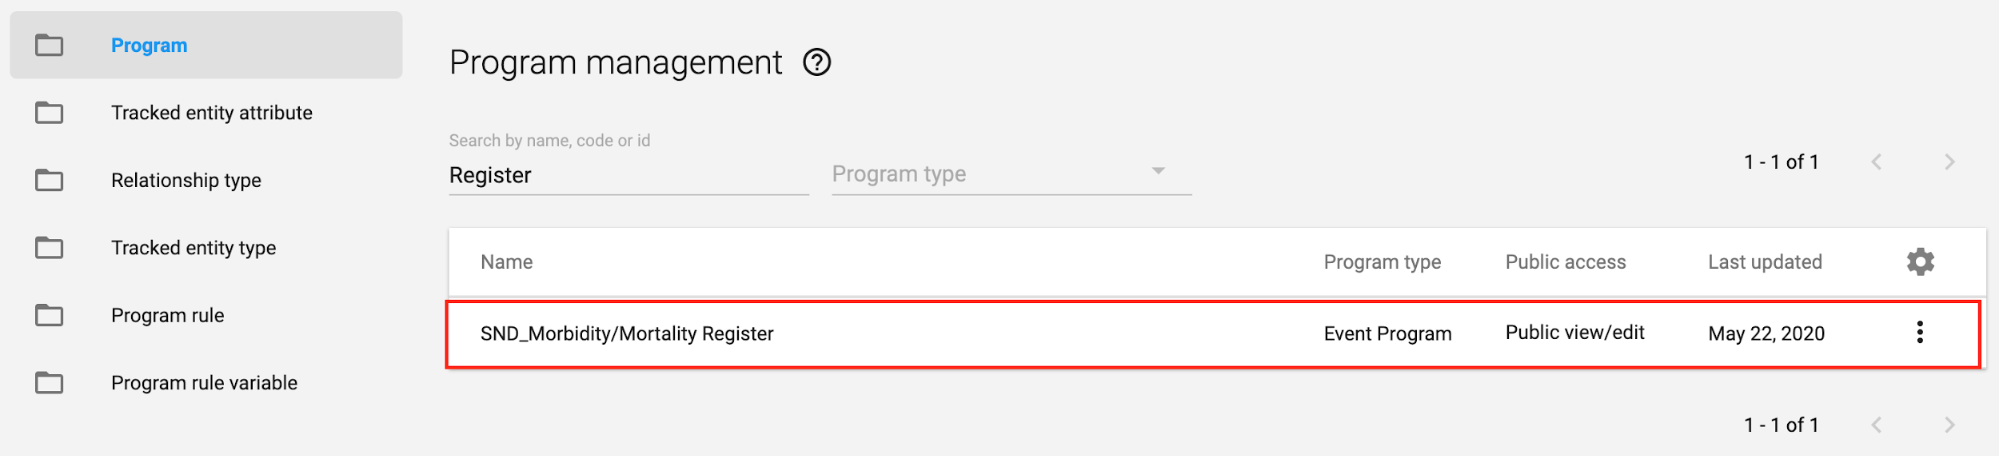 Program
Tracked entity attribute
Relationship type
Tracked entity type
Program rule
Program rule variable
Program management ?
Search by name, code or id
Register
Program type
1 - 1 of 1
Name Program type Public access Last updated
SND_Morbidity/Mortality Register Event Program Public view/edit May 22, 2020
1 - 1 of 1